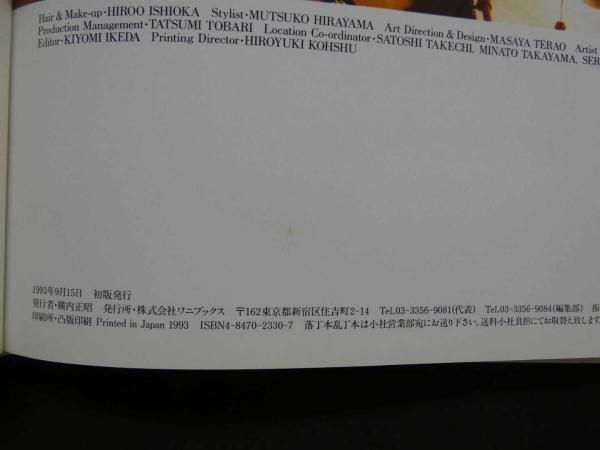 Hair & Make-up・HIROO ISHIOKA Stylist・MUTSUKO HIRAYAMA Art Direction & Design・MASAYA TERAO Artist
Production Management・TATSUMI TOBARI Location Co-ordinator・SATOSHI TAKECHI, MINATO TAKAYAMA, SER
Editor・KIYOMI IKEDA Printing Director・HIROYUKI KOHSHU
1993年9月15日 初版発行
発行者・横内正昭 発行所・株式会社ワニブックス 〒162東京都新宿区住吉町2-14 Tel.03-3356-9081(代表) Tel.03-3356-9084(編集部) 振
印刷所・凸版印刷 Printed in Japan 1993 ISBN4-8470-2330-7 落丁本乱丁本は小社営業部宛にお送り下さい。送料小社負担にてお取替え致します